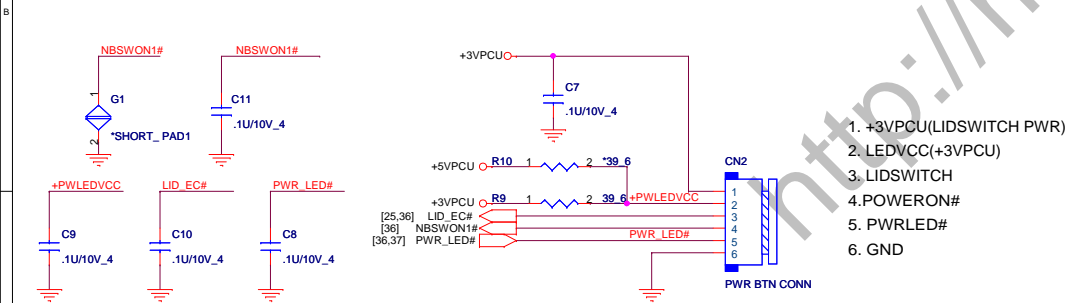 B
NBSWON1#
NBSWON1#
+3VPCU
1
G1
C11
C7
.1U/10V_4
*SHORT_PAD1
.1U/10V_4
2
+5VPCU
R10 1 2 *39_6
CN2
+PWLEDVCC
LID_EC#
PWR_LED#
+3VPCU
R9 1 2 39_6
+PWLEDVCC
[25,36] LID_EC#
[36] NBSWON1#
[36,37] PWR_LED#
PWR_LED#
1
2
3
4
5
6
C9
C10
C8
.1U/10V_4
.1U/10V_4
.1U/10V_4
PWR BTN CONN
1. +3VPCU(LIDSWITCH PWR)
2. LEDVCC(+3VPCU)
3. LIDSWITCH
4.POWERON#
5. PWRLED#
6. GND
http://